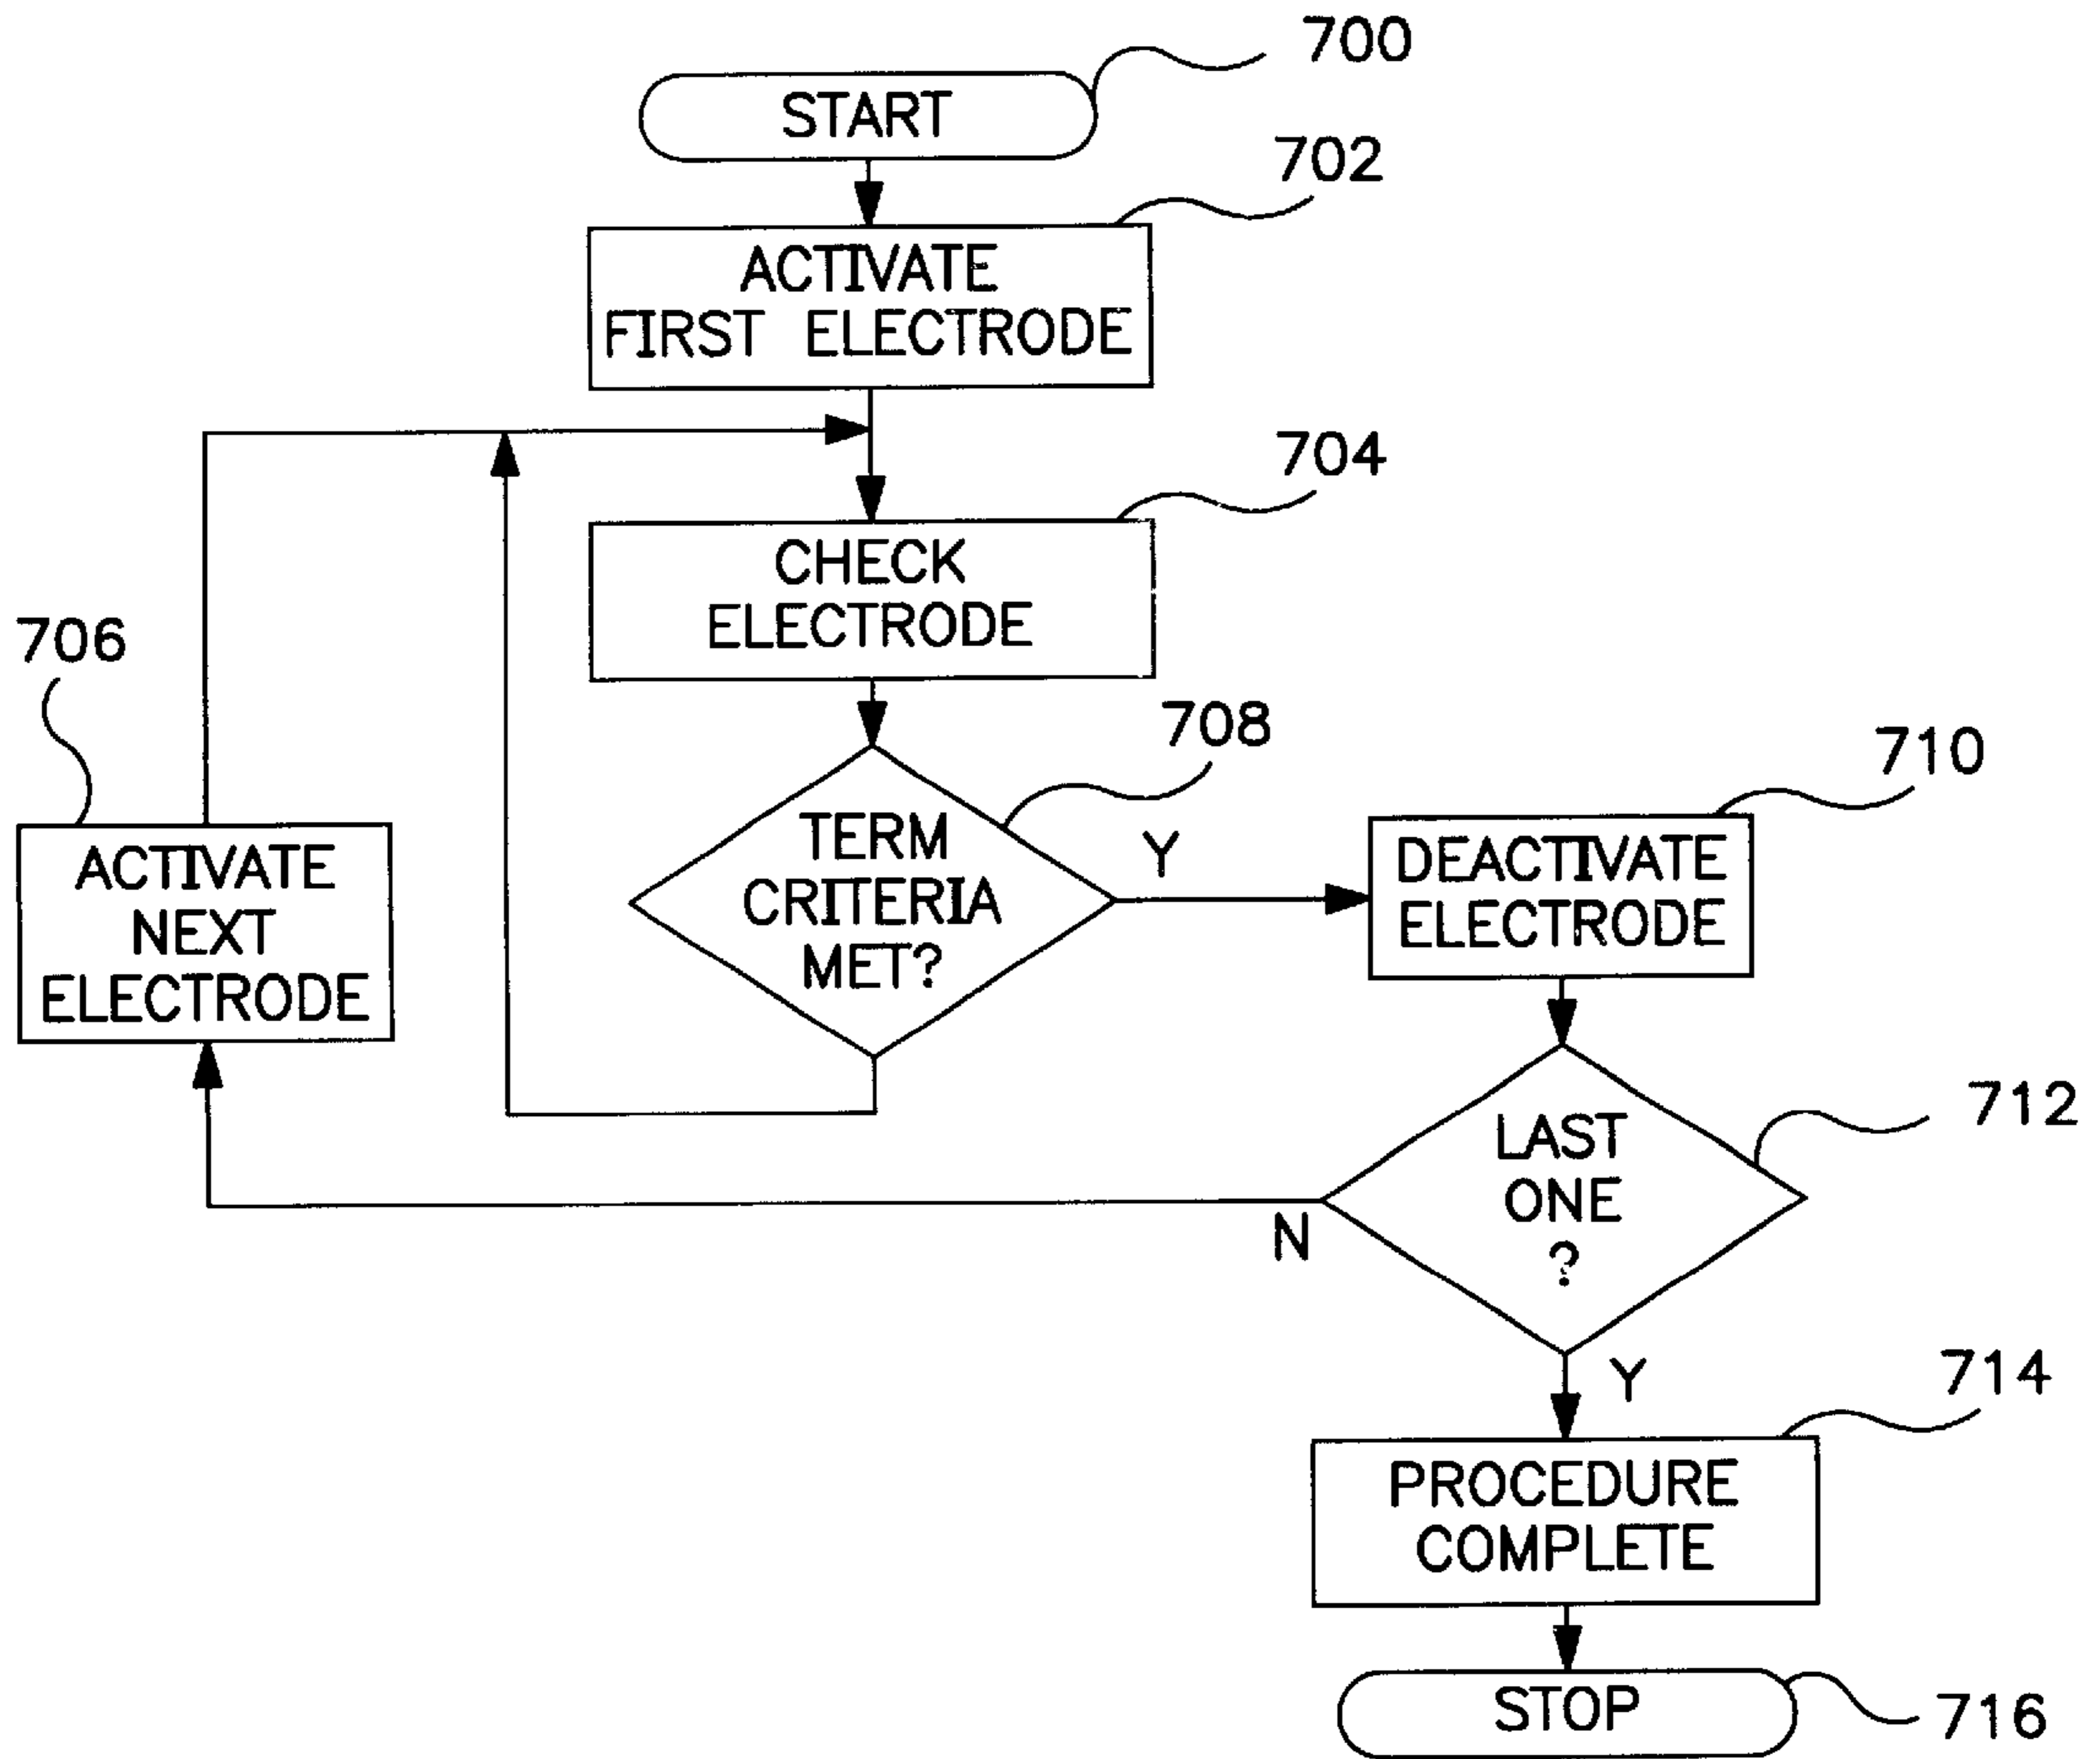 700
START
702
ACTIVATE
FIRST ELECTRODE
704
CHECK
ELECTRODE
706
ACTIVATE
NEXT
ELECTRODE
708
TERM
CRITERIA
MET?
Y
710
DEACTIVATE
ELECTRODE
712
LAST
ONE
?
N
Y
714
PROCEDURE
COMPLETE
STOP
716